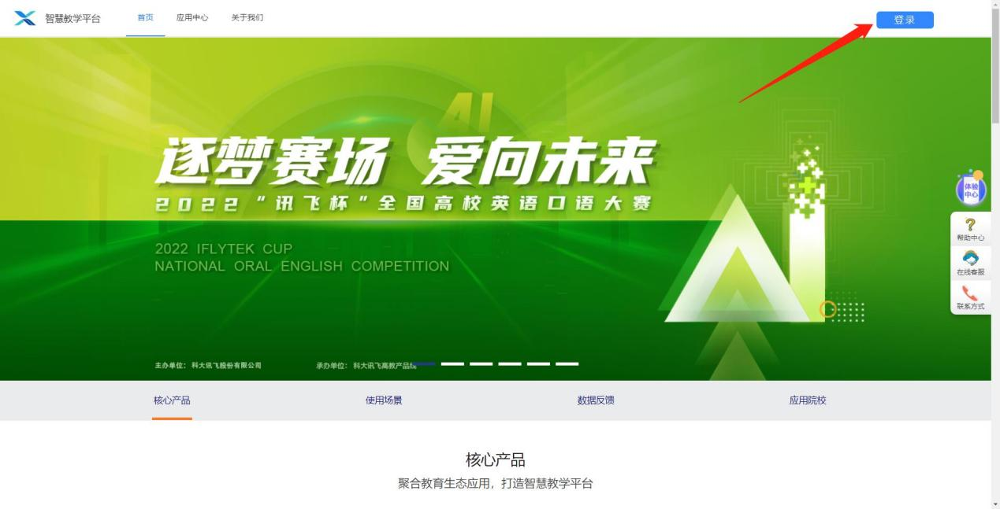 智慧教学平台
首页
应用中心
关于我们
登录
AI
逐梦赛场 爱向未来
2022“讯飞杯”全国高校英语口语大赛
2022 IFLYTEK CUP
NATIONAL ORAL ENGLISH COMPETITION
主办单位：科大讯飞股份有限公司
承办单位：科大讯飞高教产品线
体验
中心
帮助中心
在线客服
联系方式
核心产品
使用场景
数据反馈
应用院校
核心产品
聚合教育生态应用，打造智慧教学平台